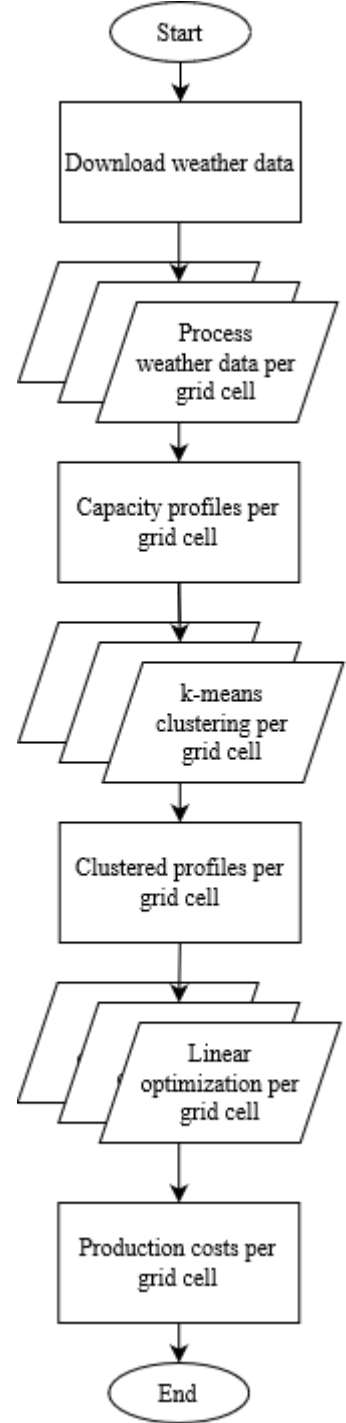 Start
Download weather data
Process
weather data per
grid cell
Capacity profiles per
grid cell
k-means
clustering per
grid cell
Clustered profiles per
grid cell
Linear
optimization per
grid cell
Production costs per
grid cell
End